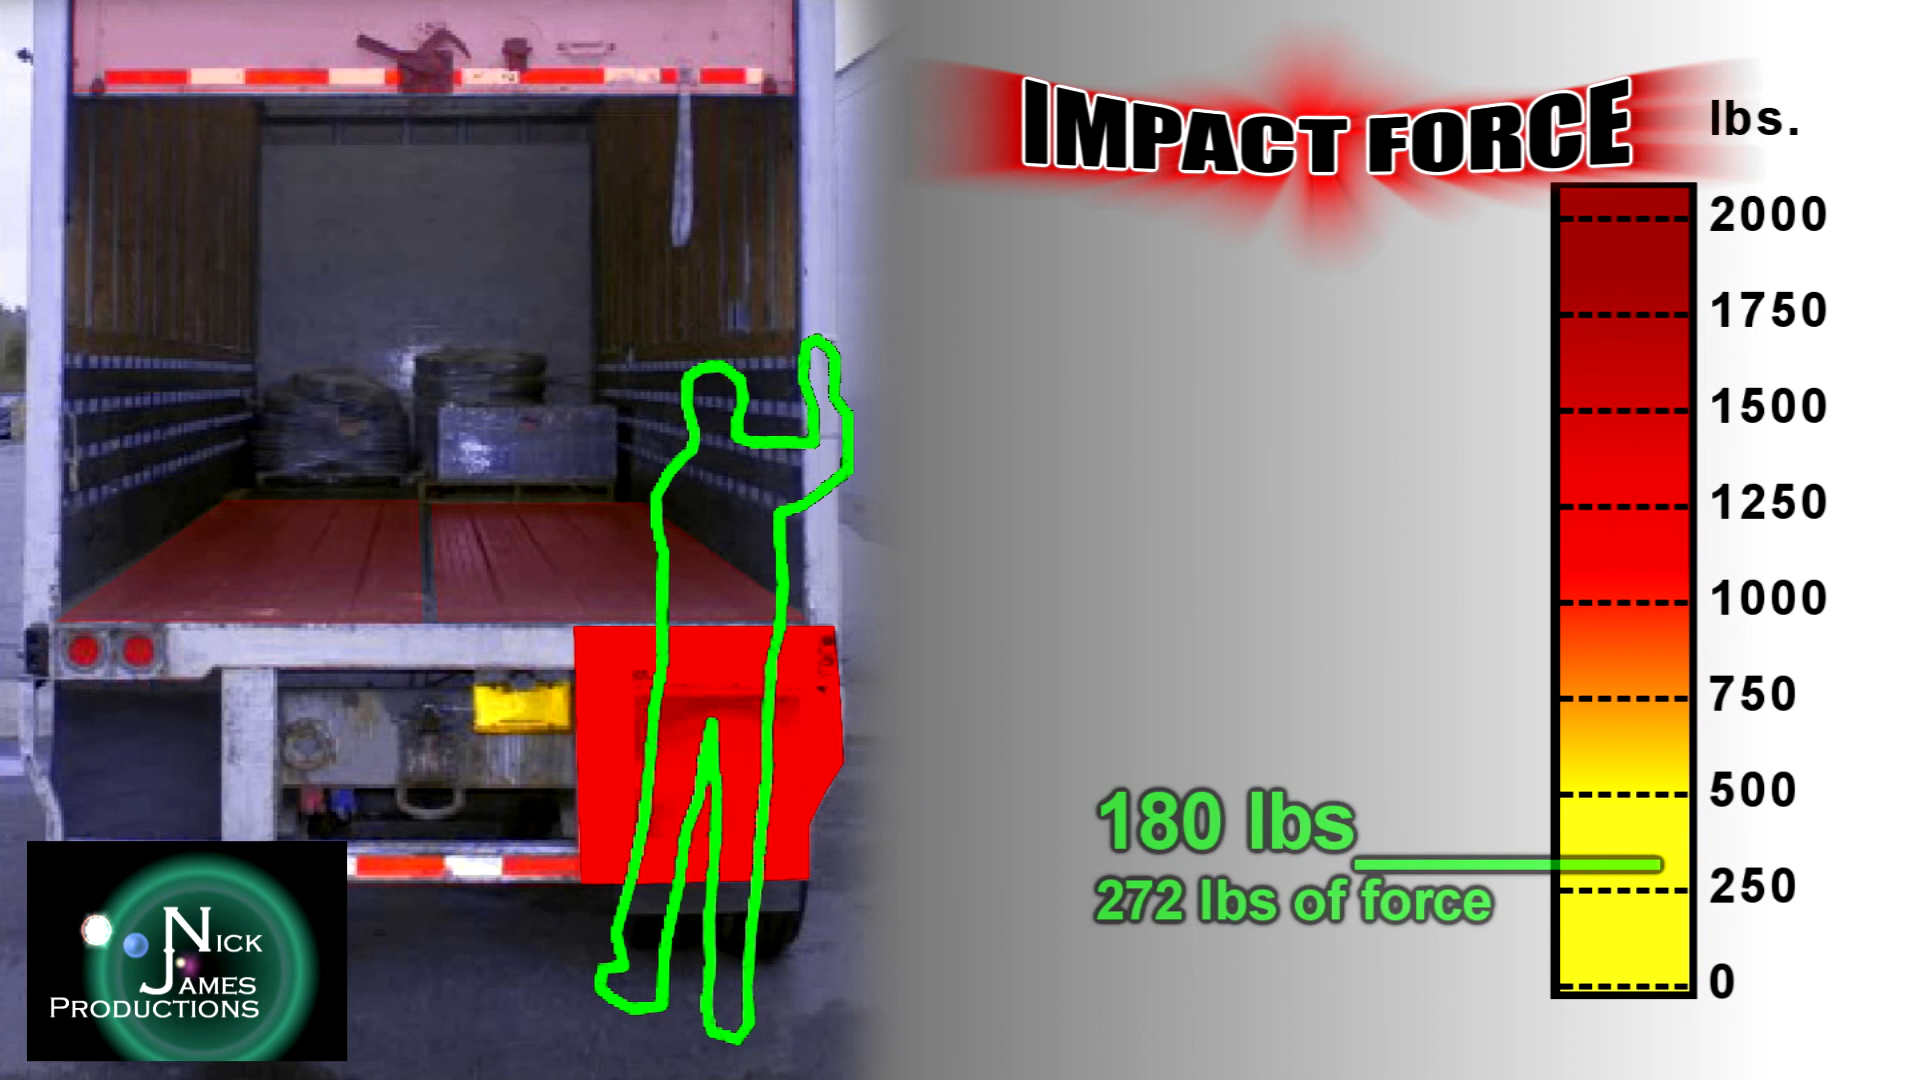 IMPACT FORCE
lbs.
2000
1750
1500
1250
1000
750
500
250
0
180 lbs
272 lbs of force
NICK
JAMES
PRODUCTIONS